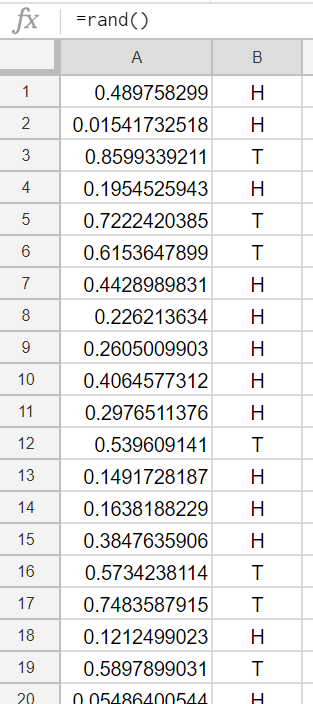 fx =rand()
A B
1 0.489758299 H
2 0.01541732518 H
3 0.8599339211 T
4 0.1954525943 H
5 0.7222420385 T
6 0.6153647899 T
7 0.4428989831 H
8 0.226213634 H
9 0.2605009903 H
10 0.4064577312 H
11 0.2976511376 H
12 0.539609141 T
13 0.1491728187 H
14 0.1638188229 H
15 0.3847635906 H
16 0.5734238114 T
17 0.7483587915 T
18 0.1212499023 H
19 0.5897899031 T
20 0.05486400544 H